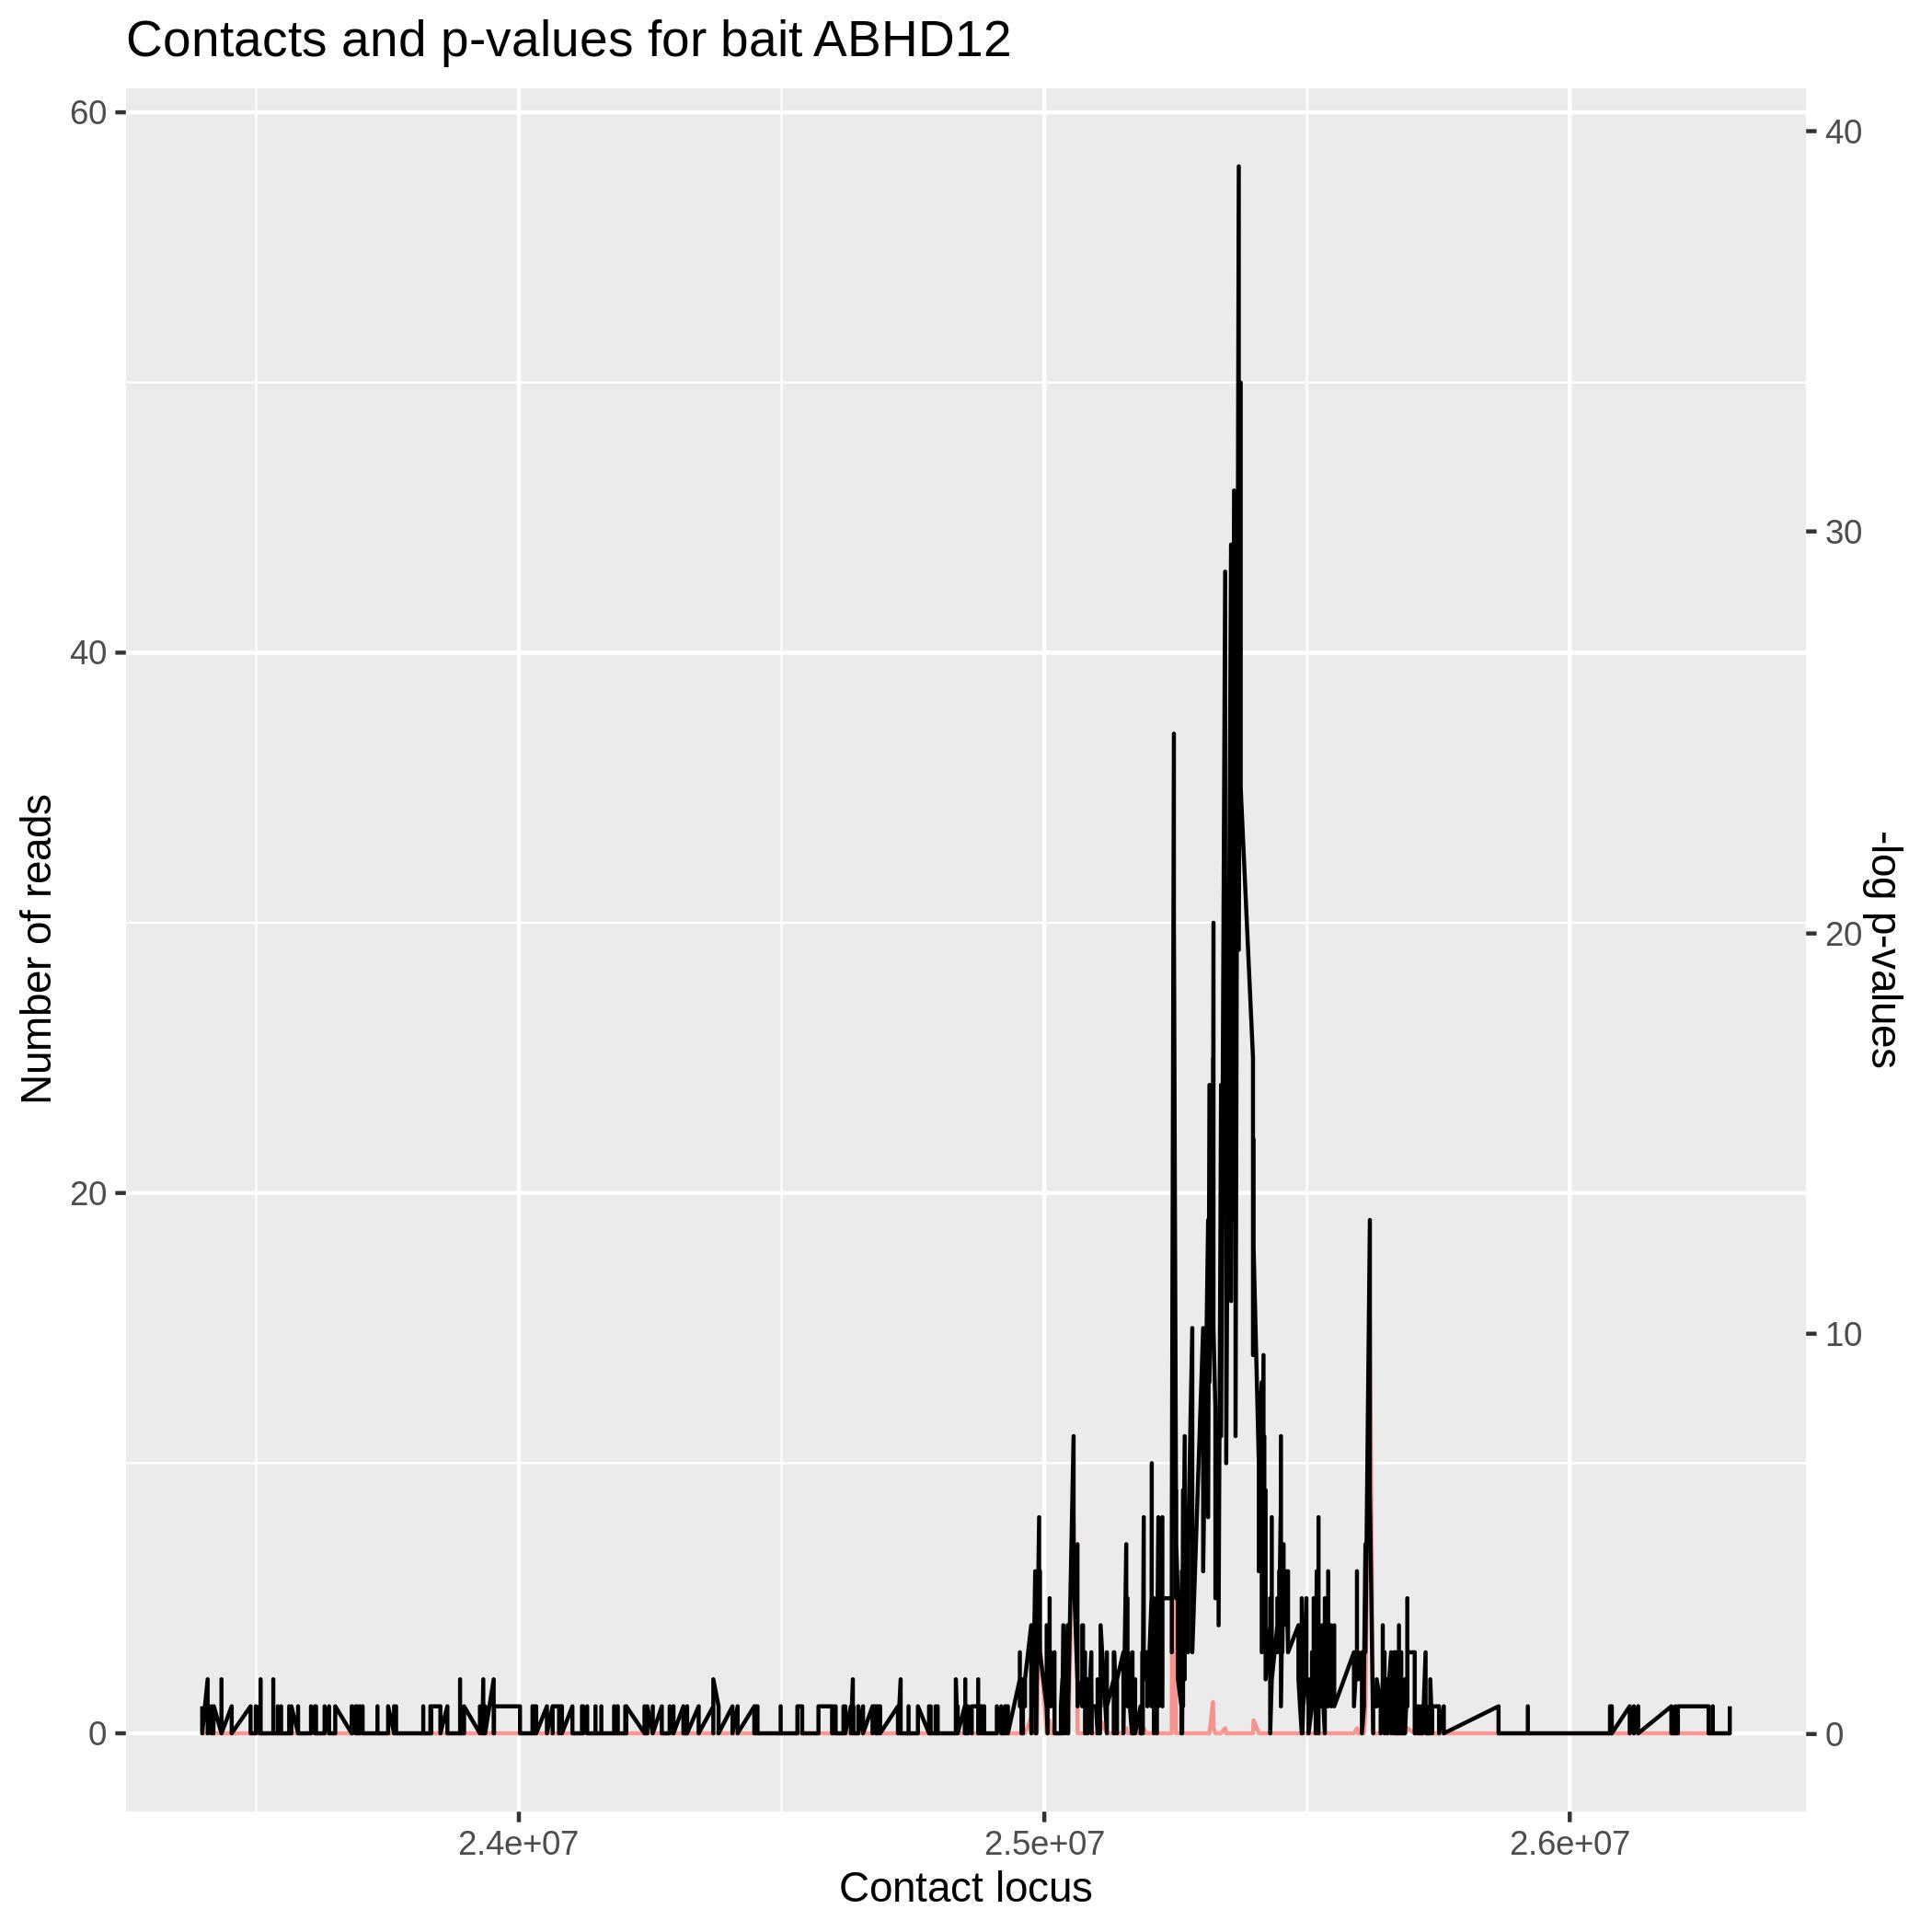 Contacts and p-values for bait ABHD12
60
40
20
0
Number of reads
40
30
20
10
0
-log p-values
2.4e+07
2.5e+07
2.6e+07
Contact locus